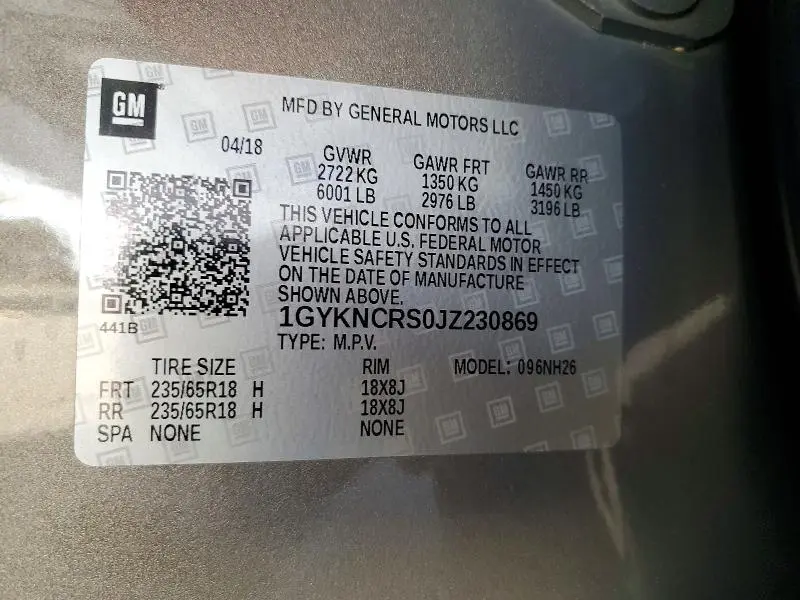 GM
MFD BY GENERAL MOTORS LLC
04/18
GVWR GAWR FRT GAWR RR
2722 KG 1350 KG 1450 KG
6001 LB 2976 LB 3196 LB
THIS VEHICLE CONFORMS TO ALL
APPLICABLE U.S. FEDERAL MOTOR
VEHICLE SAFETY STANDARDS IN EFFECT
ON THE DATE OF MANUFACTURE
SHOWN ABOVE.
441B
1GYKNCRS0JZ230869
TYPE: M.P.V.
TIRE SIZE RIM MODEL: 096NH26
FRT 235/65R18 H 18X8J
RR 235/65R18 H 18X8J
SPA NONE NONE